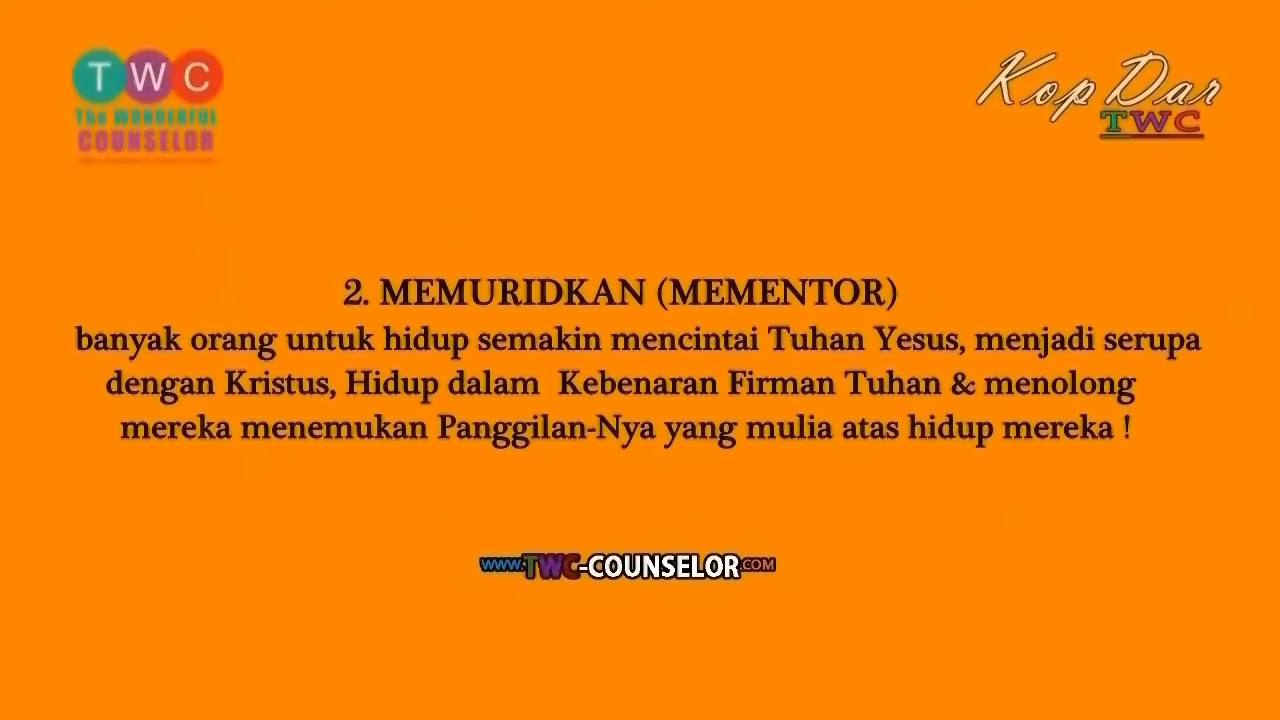 TWC
The WONDERFUL
COUNSELOR
Kop Dar
TWC
2. MEMURIDKAN (MEMENTOR)
banyak orang untuk hidup semakin mencintai Tuhan Yesus, menjadi serupa
dengan Kristus, Hidup dalam Kebenaran Firman Tuhan & menolong
mereka menemukan Panggilan-Nya yang mulia atas hidup mereka !
www.TWC-COUNSELOR.COM